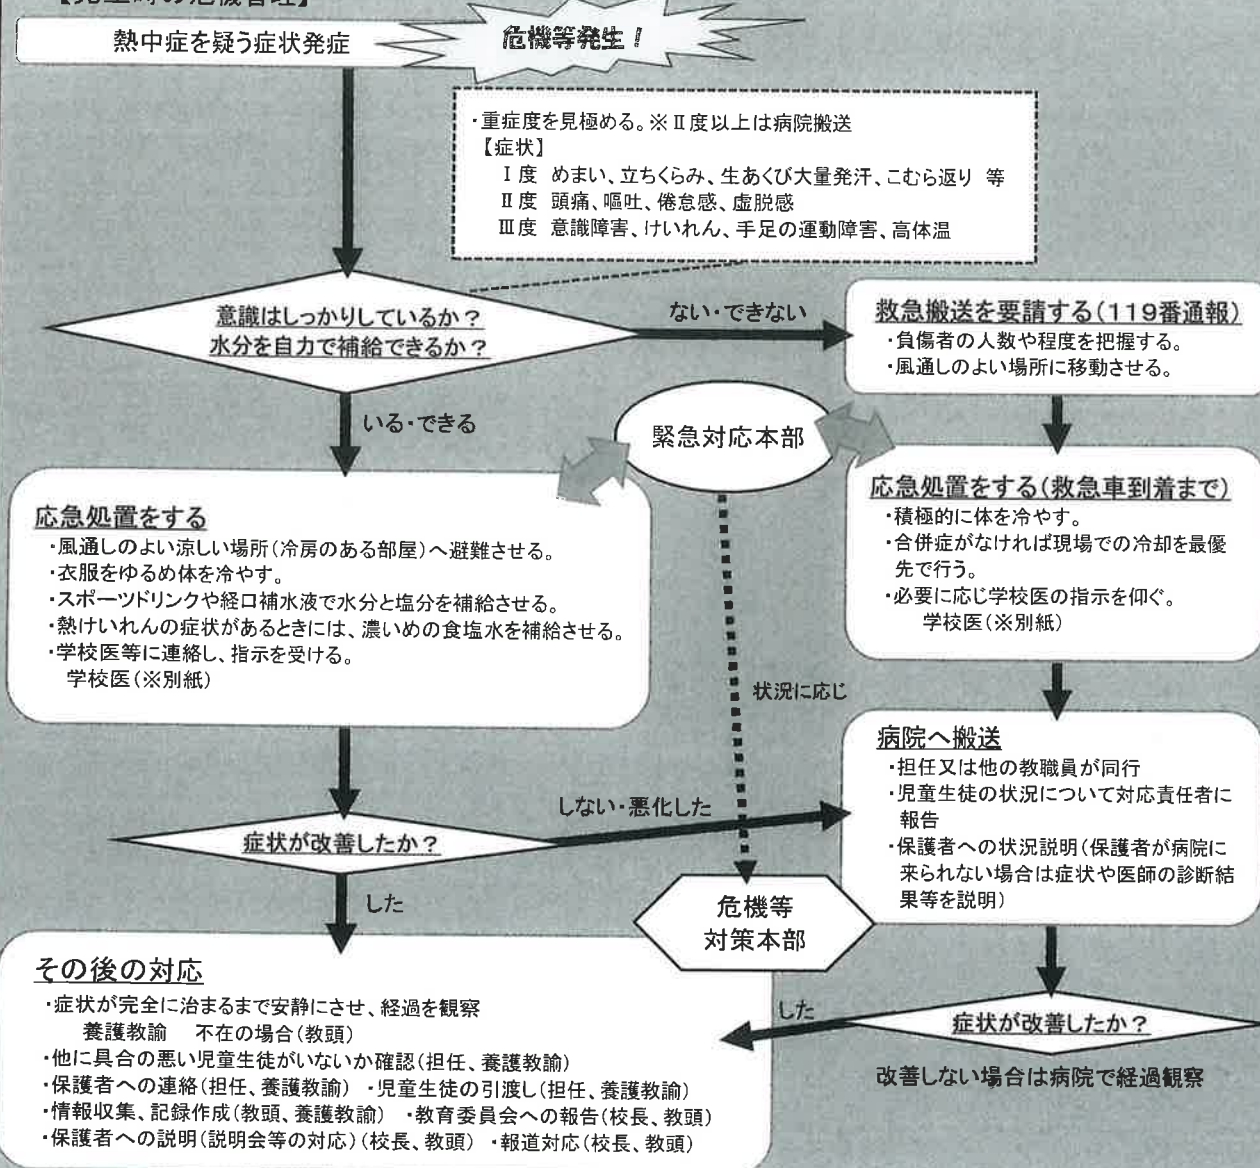 熱中症を疑う症状発症
危機等発生！
・重症度を見極める。※Ⅱ度以上は病院搬送
【症状】
Ⅰ度 めまい、立ちくらみ、生あくび大量発汗、こむら返り 等
Ⅱ度 頭痛、嘔吐、倦怠感、虚脱感
Ⅲ度 意識障害、けいれん、手足の運動障害、高体温
意識はしっかりしているか？
水分を自力で補給できるか？
ない・できない
救急搬送を要請する（119番通報）
・負傷者の人数や程度を把握する。
・風通しのよい場所に移動させる。
いる・できる
緊急対応本部
応急処置をする
・風通しのよい涼しい場所（冷房のある部屋）へ避難させる。
・衣服をゆるめ体を冷やす。
・スポーツドリンクや経口補水液で水分と塩分を補給させる。
・熱けいれんの症状があるときには、濃いめの食塩水を補給させる。
・学校医等に連絡し、指示を受ける。
学校医（※別紙）
応急処置をする（救急車到着まで）
・積極的に体を冷やす。
・合併症がなければ現場での冷却を最優
先で行う。
・必要に応じ学校医の指示を仰ぐ。
学校医（※別紙）
状況に応じ
病院へ搬送
・担任又は他の教職員が同行
・児童生徒の状況について対応責任者に
報告
・保護者への状況説明（保護者が病院に
来られない場合は症状や医師の診断結
果等を説明）
しない・悪化した
症状が改善したか？
した
危機等
対策本部
その後の対応
・症状が完全に治まるまで安静にさせ、経過を観察
養護教諭 不在の場合（教頭）
・他に具合の悪い児童生徒がいないか確認（担任、養護教諭）
・保護者への連絡（担任、養護教諭） ・児童生徒の引渡し（担任、養護教諭）
・情報収集、記録作成（教頭、養護教諭） ・教育委員会への報告（校長、教頭）
・保護者への説明（説明会等の対応）（校長、教頭） ・報道対応（校長、教頭）
した
症状が改善したか？
改善しない場合は病院で経過観察